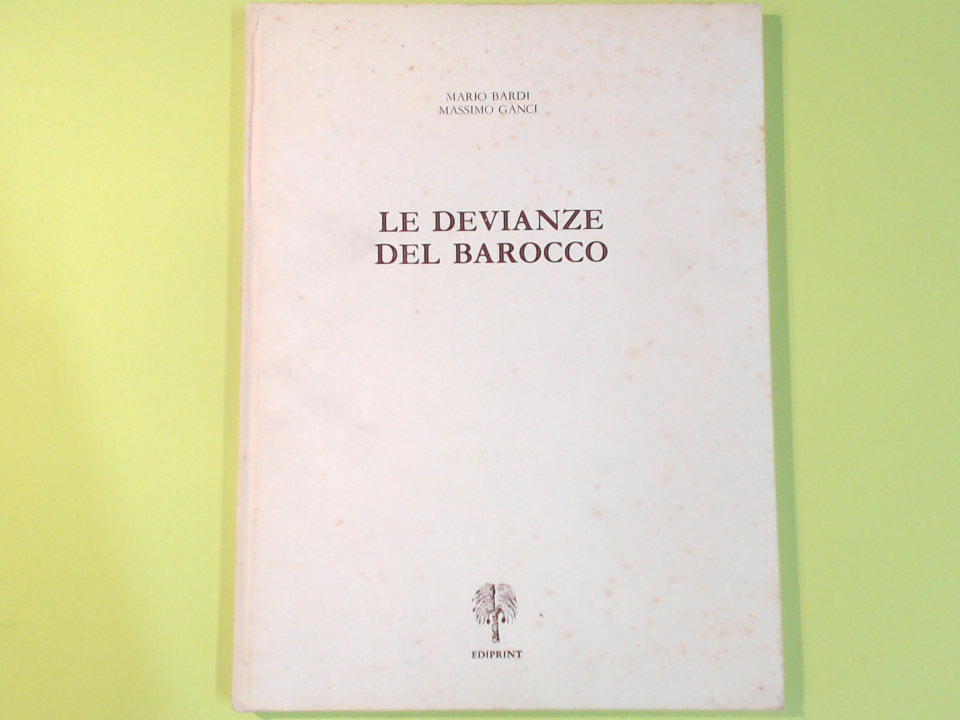 MARIO BARDI
MASSIMO GANCI
LE DEVIANZE
DEL BAROCCO
EDIPRINT